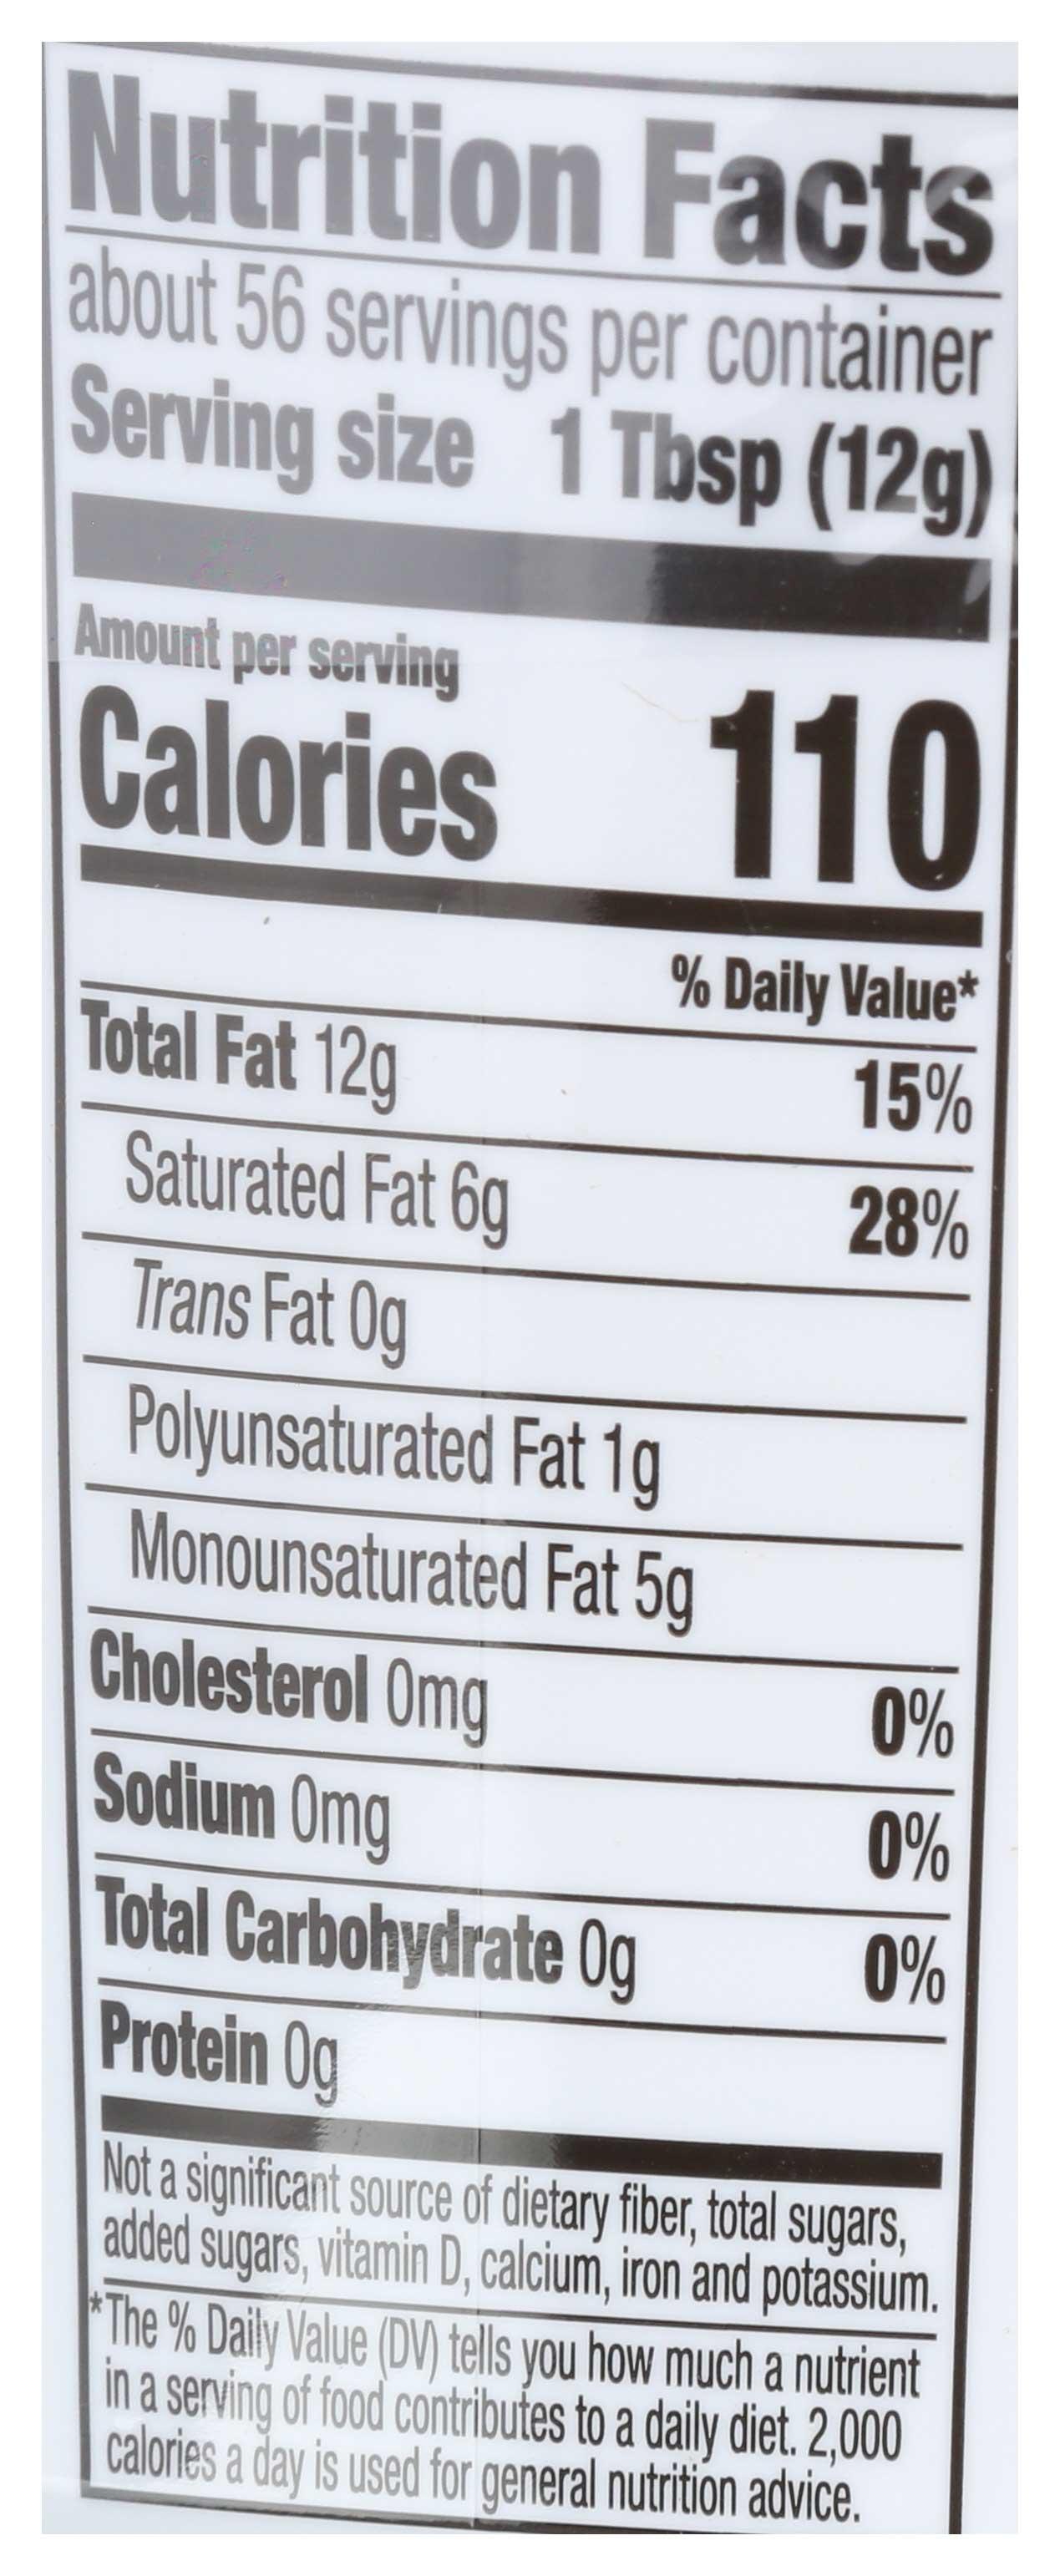 Nutrition Facts
about 56 servings per container
Serving size 1 Tbsp (12g)
Amount per serving
Calories 110
% Daily Value*
Total Fat 12g 15%
Saturated Fat 6g 28%
Trans Fat 0g
Polyunsaturated Fat 1g
Monounsaturated Fat 5g
Cholesterol 0mg 0%
Sodium 0mg 0%
Total Carbohydrate 0g 0%
Protein 0g
Not a significant source of dietary fiber, total sugars,
added sugars, vitamin D, calcium, iron and potassium.
*The % Daily Value (DV) tells you how much a nutrient
in a serving of food contributes to a daily diet. 2,000
calories a day is used for general nutrition advice.